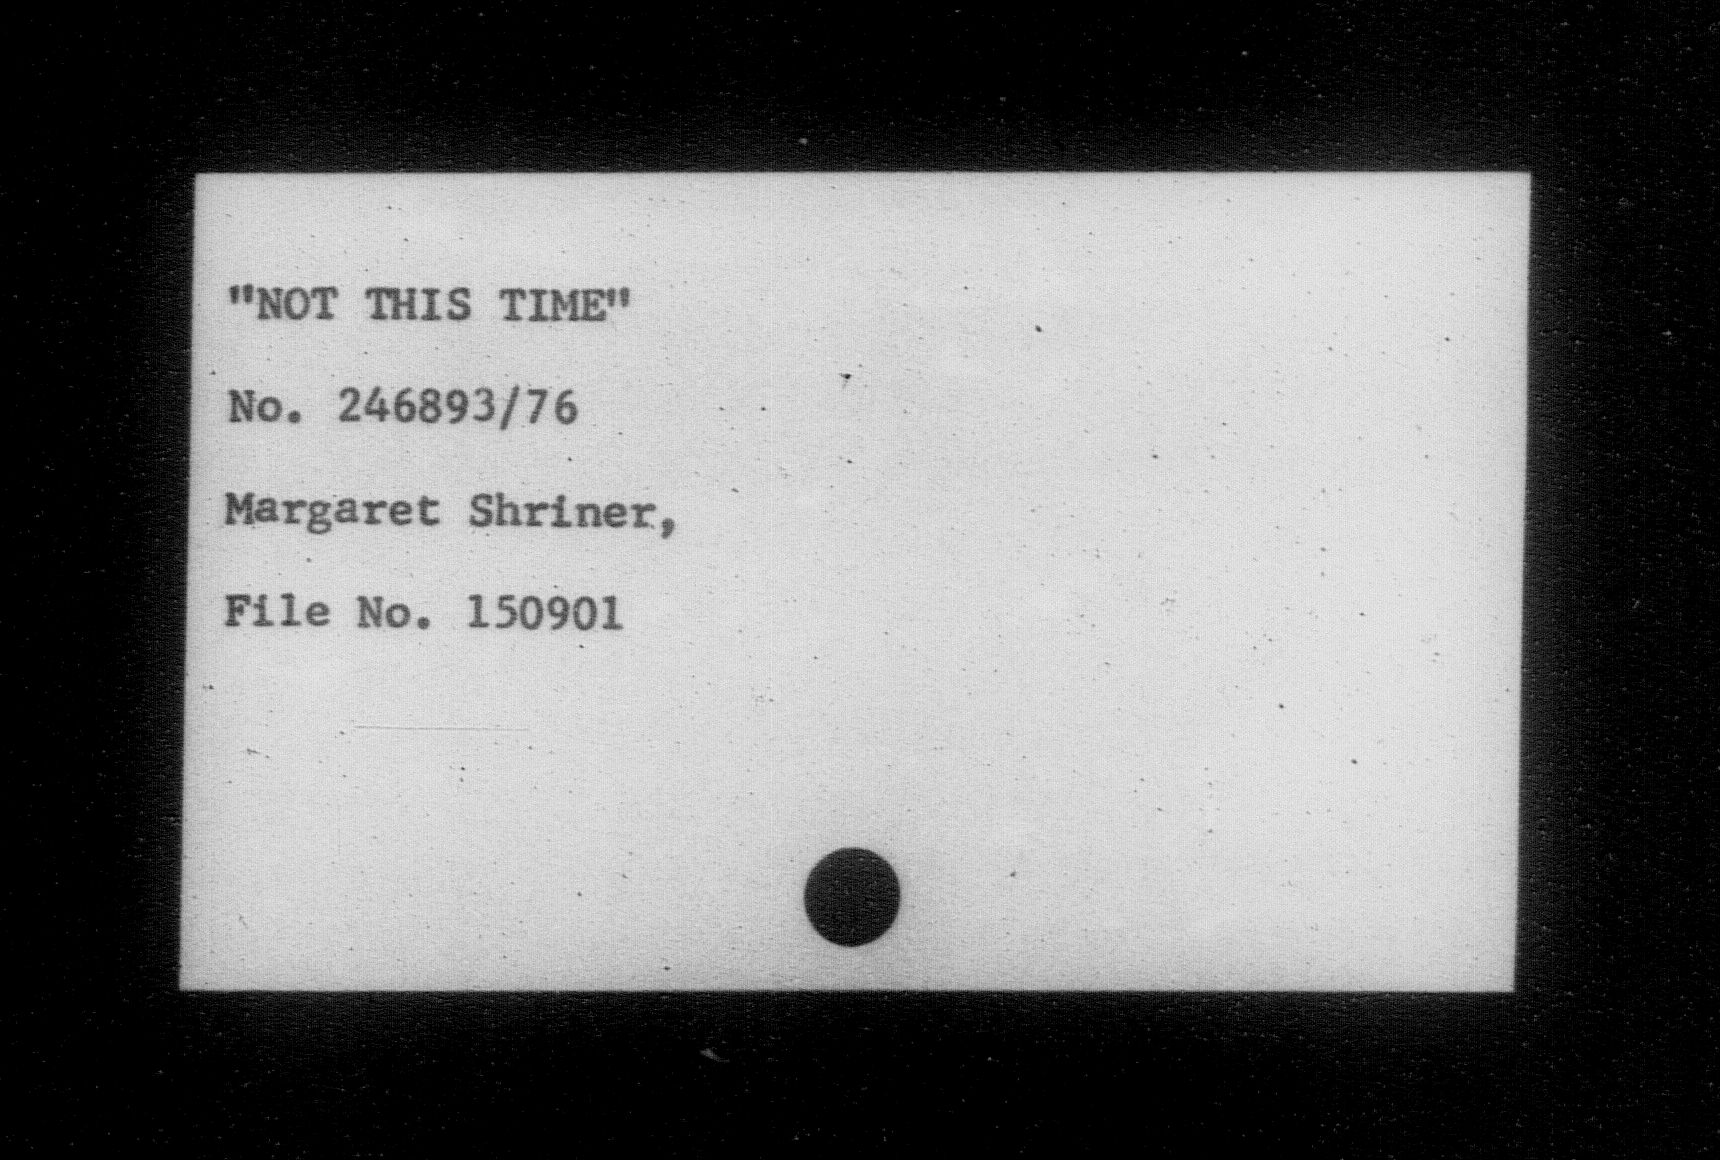 "NOT THIS TIME"
No. 246893/76
Margaret Shriner,
File No. 150901